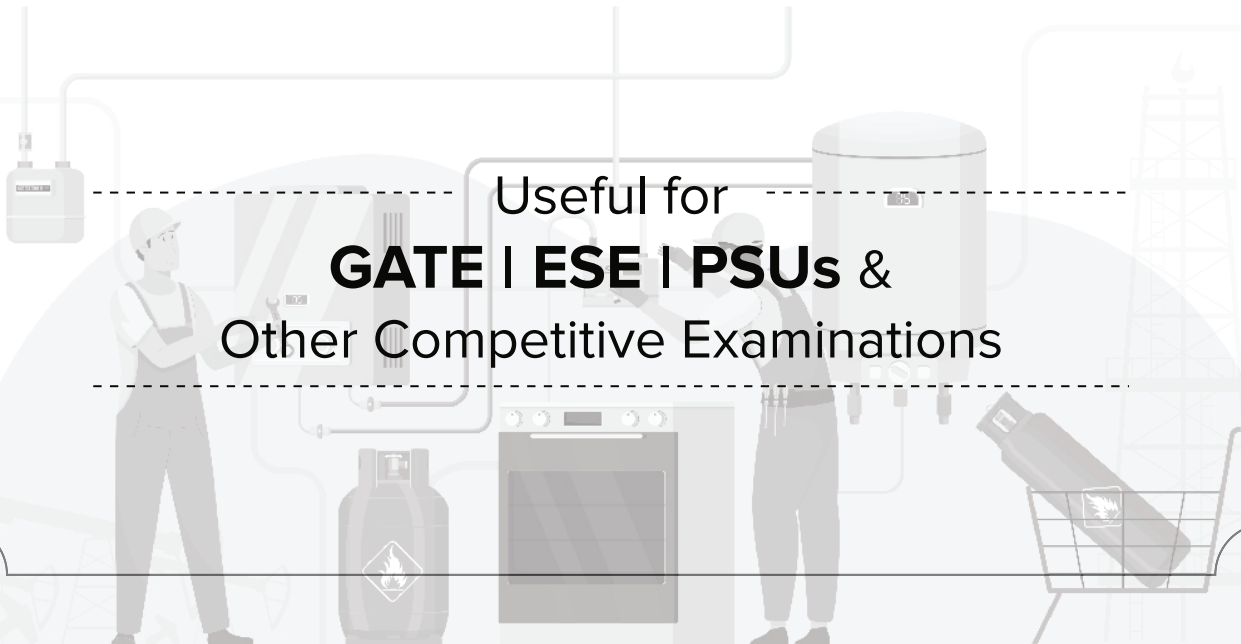 Useful for
GATE | ESE | PSUs &
Other Competitive Examinations